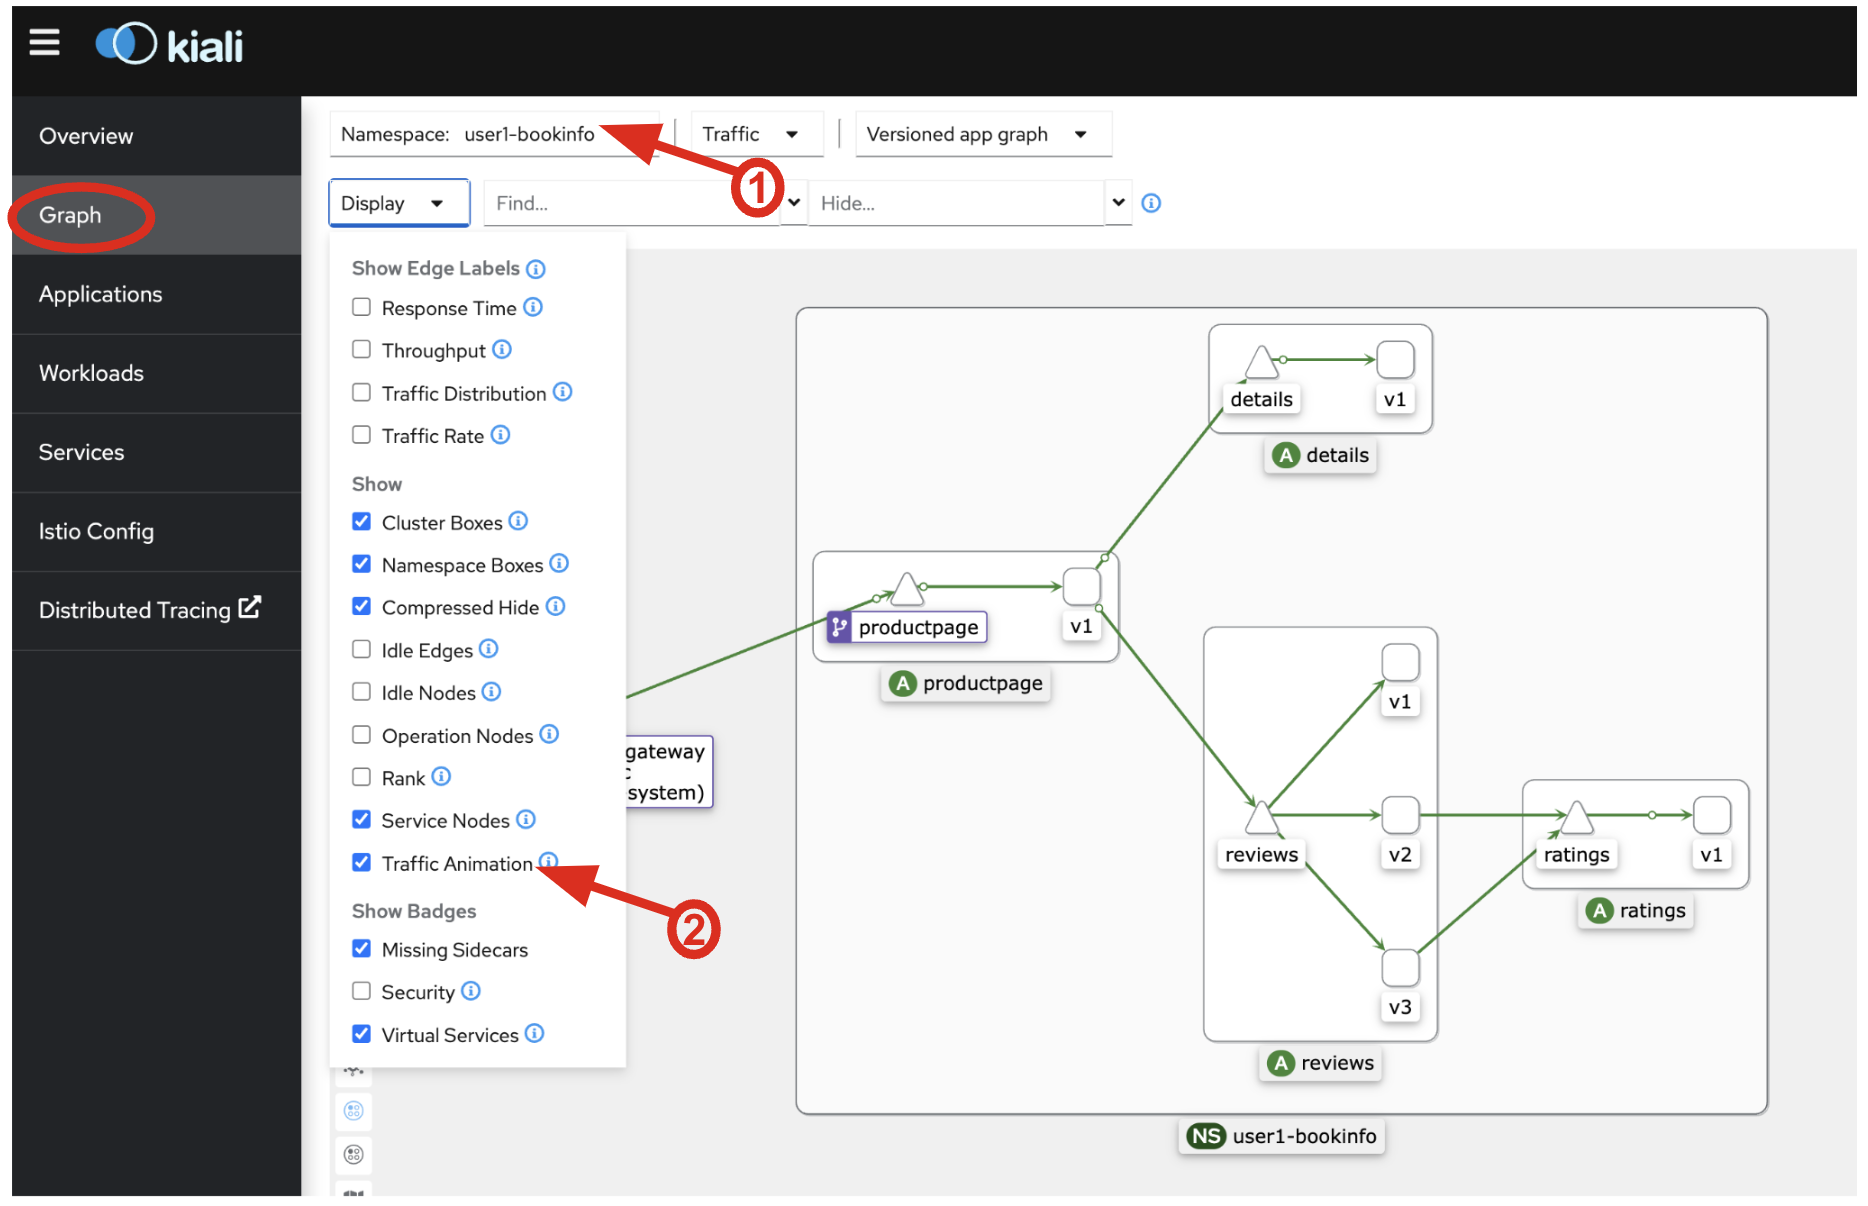 kiali
Overview
Graph
Applications
Workloads
Services
Istio Config
Distributed Tracing
Namespace: user1-bookinfo
Traffic
Versioned app graph
1
Display
Find...
Hide...
Show Edge Labels
Response Time
Throughput
Traffic Distribution
Traffic Rate
Show
Cluster Boxes
Namespace Boxes
Compressed Hide
Idle Edges
Idle Nodes
Operation Nodes
Rank
Service Nodes
Traffic Animation
2
Show Badges
Missing Sidecars
Security
Virtual Services
gateway
system)
details
v1
A details
productpage
v1
A productpage
reviews
v1
v2
v3
A reviews
ratings
v1
A ratings
NS user1-bookinfo